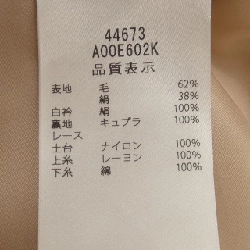 44673
A00E602K
品質表示
表地 毛 62%
絹 38%
白衿 絹 100%
裏地 キュプラ 100%
レース
十台 ナイロン 100%
上糸 レーヨン 100%
下糸 綿 100%